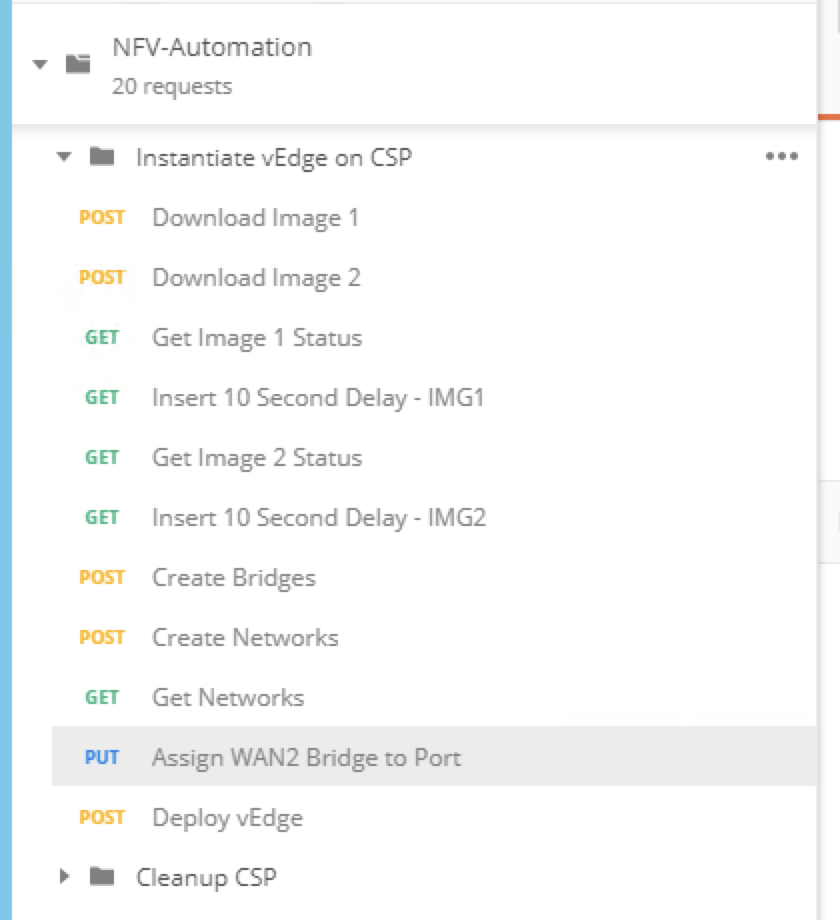 NFV-Automation
20 requests
Instantiate vEdge on CSP
POST Download Image 1
POST Download Image 2
GET Get Image 1 Status
GET Insert 10 Second Delay - IMG1
GET Get Image 2 Status
GET Insert 10 Second Delay - IMG2
POST Create Bridges
POST Create Networks
GET Get Networks
PUT Assign WAN2 Bridge to Port
POST Deploy vEdge
Cleanup CSP